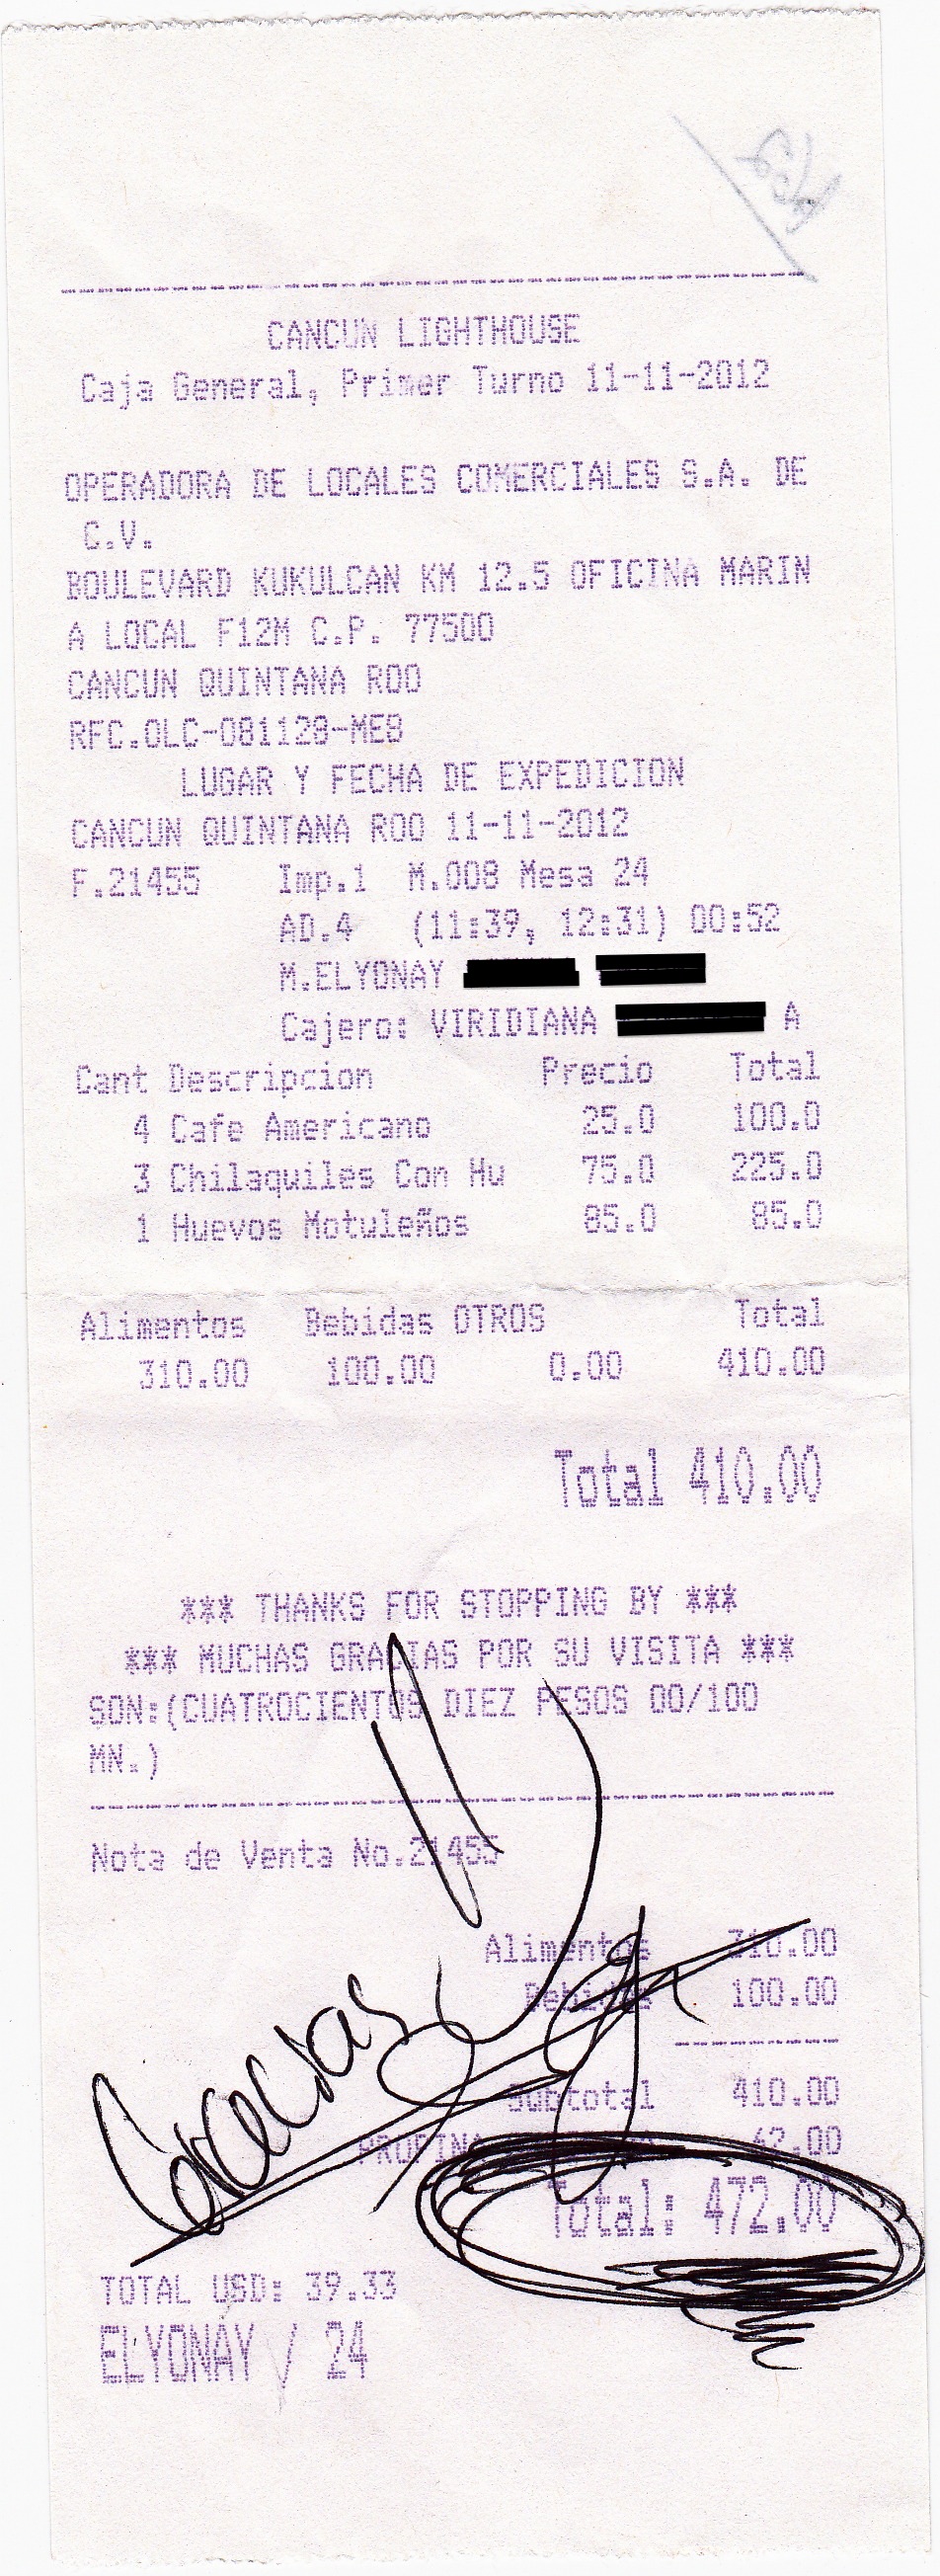 CANCUN LIGHTHOUSE
Caja General, Primer Turno 11-11-2012
OPERADORA DE LOCALES COMERCIALES S.A. DE
C.V.
BOULEVARD KUKULCAN KM 12.5 OFICINA MARIN
A LOCAL F12M C.P. 77500
CANCUN QUINTANA ROO
RFC.OLC-081128-ME8
LUGAR Y FECHA DE EXPEDICION
CANCUN QUINTANA ROO 11-11-2012
F.21455 Imp.1 M.008 Mesa 24
AD.4 (11:39, 12:31) 00:52
M.ELYONAY
Cajero: VIRIDIANA A
Cant Descripcion Precio Total
4 Cafe Americano 25.0 100.0
3 Chilaquiles Con Hu 75.0 225.0
1 Huevos Motuleños 85.0 85.0
Alimentos Bebidas OTROS Total
310.00 100.00 0.00 410.00
Total 410.00
*** THANKS FOR STOPPING BY ***
*** MUCHAS GRACIAS POR SU VISITA ***
SON:(CUATROCIENTOS DIEZ PESOS 00/100
MN.)
Nota de Venta No.21455
Alimentos 310.00
Bebidas 100.00
Gracias
Subtotal 410.00
PROPINA 62.00
Total: 472.00
TOTAL USD: 39.33
ELYONAY / 24